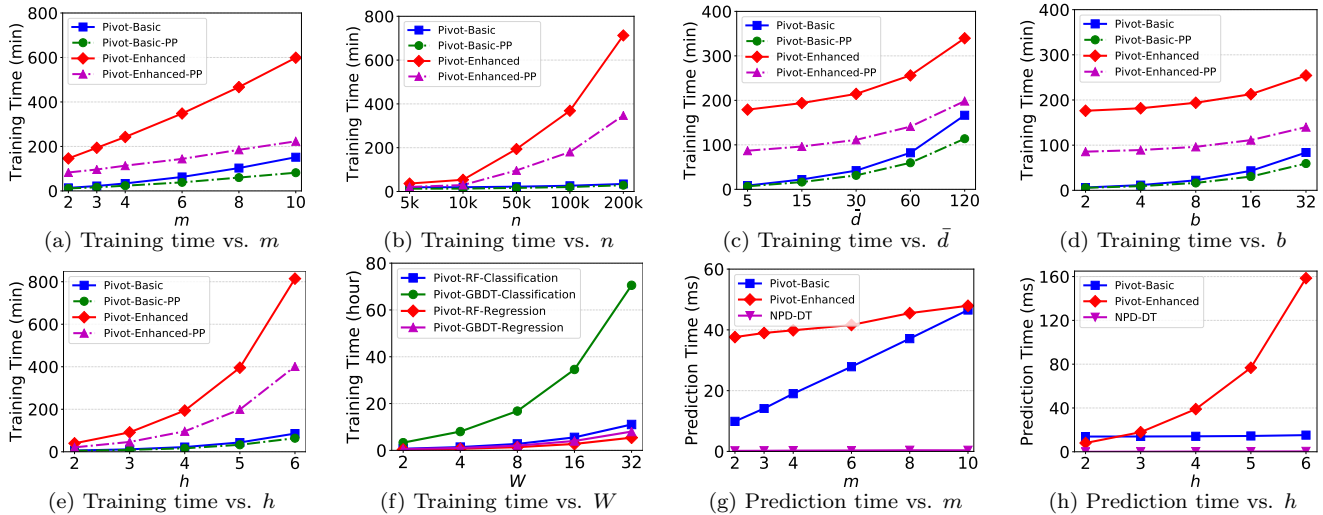 800
600
400
200
0
Training Time (min)
Pivot-Basic
Pivot-Basic-PP
Pivot-Enhanced
Pivot-Enhanced-PP
2 3 4 6 8 10
m
(a) Training time vs. m
800
600
400
200
0
Training Time (min)
Pivot-Basic
Pivot-Basic-PP
Pivot-Enhanced
Pivot-Enhanced-PP
5k 10k 50k 100k 200k
n
(b) Training time vs. n
400
300
200
100
0
Training Time (min)
Pivot-Basic
Pivot-Basic-PP
Pivot-Enhanced
Pivot-Enhanced-PP
5 15 30 60 120
d̄
(c) Training time vs. d̄
400
300
200
100
0
Training Time (min)
Pivot-Basic
Pivot-Basic-PP
Pivot-Enhanced
Pivot-Enhanced-PP
2 4 8 16 32
b
(d) Training time vs. b
800
600
400
200
0
Training Time (min)
Pivot-Basic
Pivot-Basic-PP
Pivot-Enhanced
Pivot-Enhanced-PP
2 3 4 5 6
h
(e) Training time vs. h
80
60
40
20
0
Training Time (hour)
Pivot-RF-Classification
Pivot-GBDT-Classification
Pivot-RF-Regression
Pivot-GBDT-Regression
2 4 8 16 32
W
(f) Training time vs. W
60
40
20
0
Prediction Time (ms)
Pivot-Basic
Pivot-Enhanced
NPD-DT
2 3 4 6 8 10
m
(g) Prediction time vs. m
160
120
80
40
0
Prediction Time (ms)
Pivot-Basic
Pivot-Enhanced
NPD-DT
2 3 4 5 6
h
(h) Prediction time vs. h